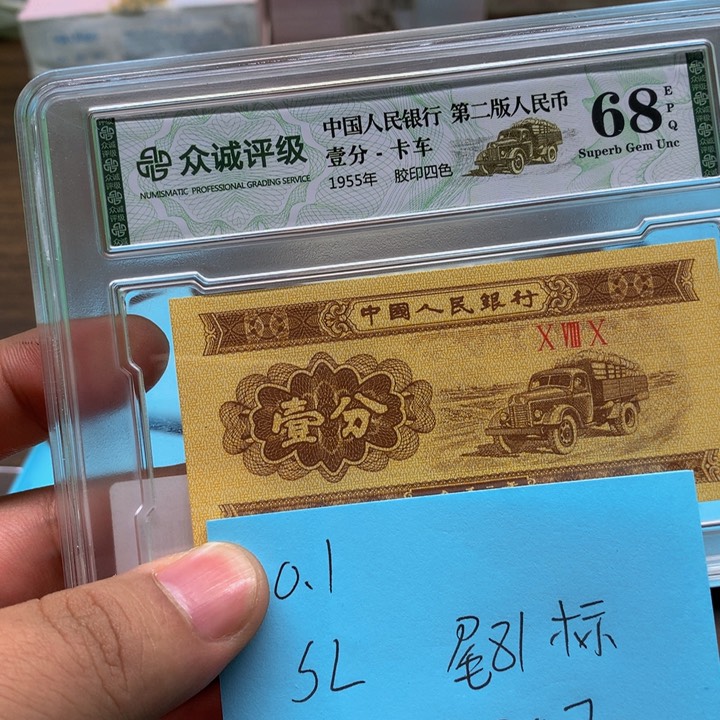 众诚评级
NUMISMATIC PROFESSIONAL GRADING SERVICE
中国人民银行 第二版人民币
壹分 - 卡车
1955年 胶印四色
68 EPQ
Superb Gem Unc
中國人民銀行
X VIII X
壹分
0.1
SL 尾81标